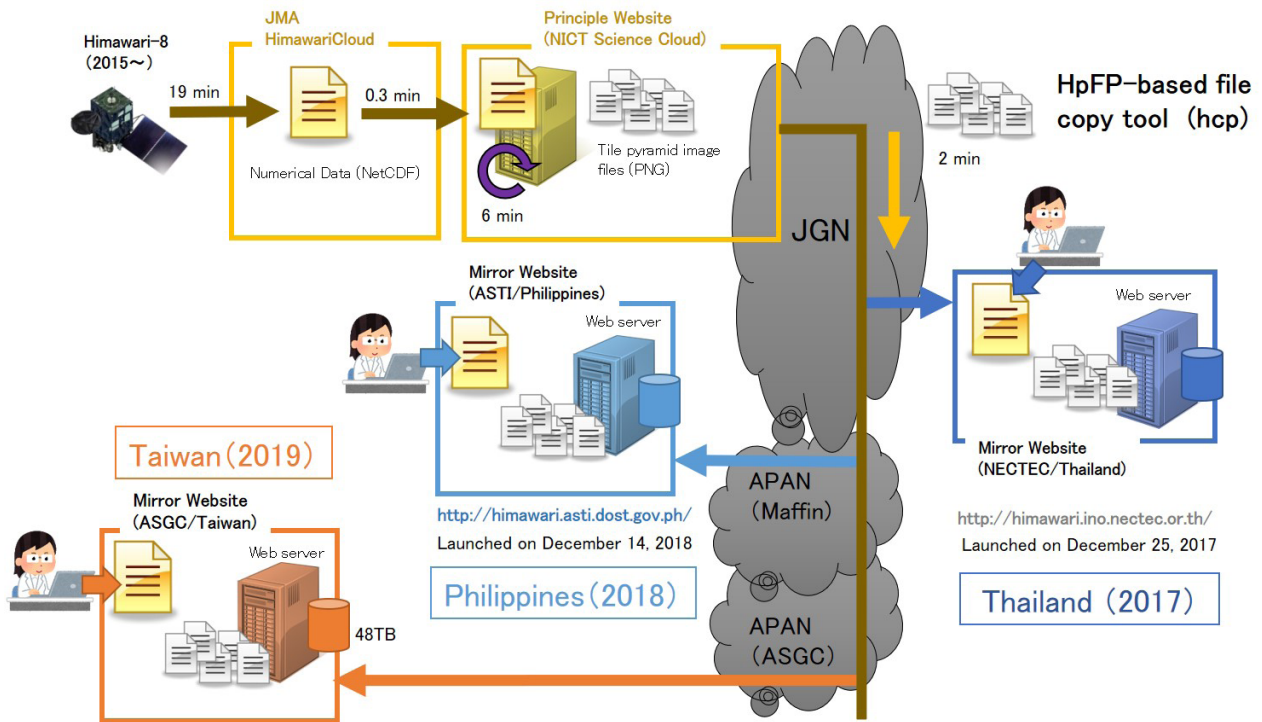 Himawari-8
(2015～)
19 min
JMA
HimawariCloud
0.3 min
Numerical Data (NetCDF)
Principle Website
(NICT Science Cloud)
Tile pyramid image
files (PNG)
6 min
JGN
2 min
HpFP-based file
copy tool (hcp)
Mirror Website
(ASTI/Philippines)
Web server
http://himawari.asti.dost.gov.ph/
Launched on December 14, 2018
Philippines(2018)
Web server
Mirror Website
(NECTEC/Thailand)
http://himawari.ino.nectec.or.th/
Launched on December 25, 2017
Thailand (2017)
APAN
(Maffin)
APAN
(ASGC)
Taiwan(2019)
Mirror Website
(ASGC/Taiwan)
Web server
48TB